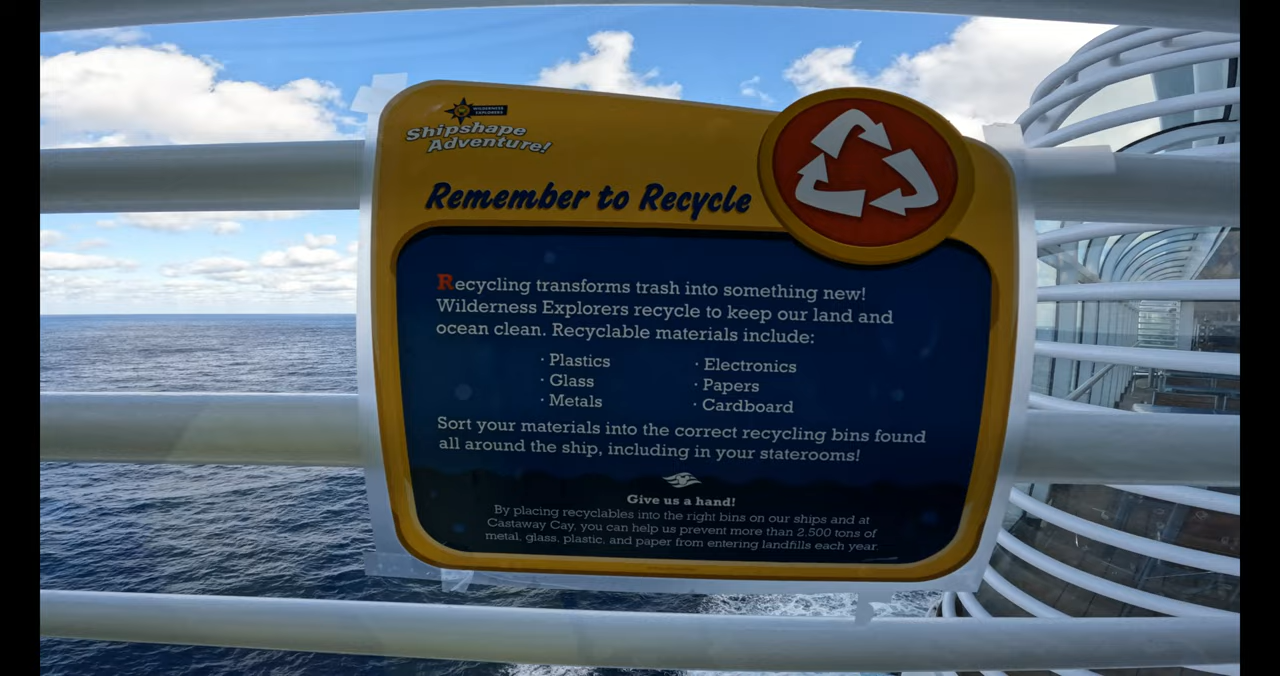 WILDERNESS
EXPLORERS
Shipshape
Adventure!
Remember to Recycle
Recycling transforms trash into something new!
Wilderness Explorers recycle to keep our land and
ocean clean. Recyclable materials include:
· Plastics
· Glass
· Metals
· Electronics
· Papers
· Cardboard
Sort your materials into the correct recycling bins found
all around the ship, including in your staterooms!
Give us a hand!
By placing recyclables into the right bins on our ships and at
Castaway Cay, you can help us prevent more than 2,500 tons of
metal, glass, plastic, and paper from entering landfills each year.